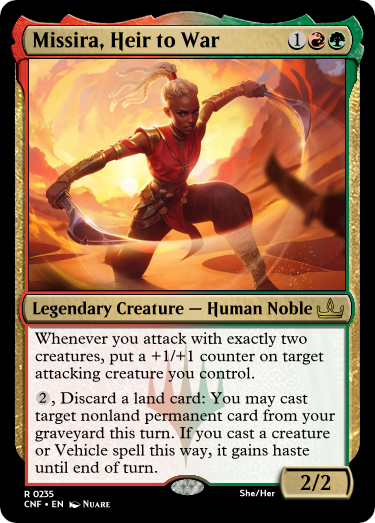 Missira, Heir to War 1
Legendary Creature — Human Noble
Whenever you attack with exactly two
creatures, put a +1/+1 counter on target
attacking creature you control.
2, Discard a land card: You may cast
target nonland permanent card from your
graveyard this turn. If you cast a creature
or Vehicle spell this way, it gains haste
until end of turn.
2/2
R 0235
She/Her
CNF • EN Nuare